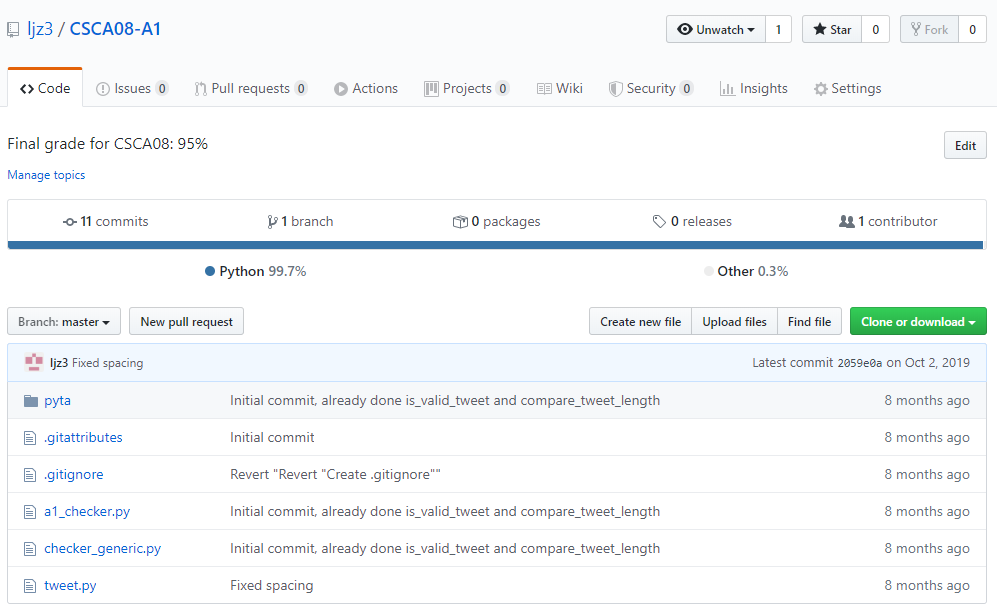 ljz3 / CSCA08-A1 Unwatch 1 Star 0 Fork 0
Code Issues 0 Pull requests 0 Actions Projects 0 Wiki Security 0 Insights Settings
Final grade for CSCA08: 95% Edit
Manage topics
11 commits 1 branch 0 packages 0 releases 1 contributor
Python 99.7% Other 0.3%
Branch: master New pull request Create new file Upload files Find file Clone or download
ljz3 Fixed spacing Latest commit 2059e0a on Oct 2, 2019
pyta Initial commit, already done is_valid_tweet and compare_tweet_length 8 months ago
.gitattributes Initial commit 8 months ago
.gitignore Revert "Revert "Create .gitignore"" 8 months ago
a1_checker.py Initial commit, already done is_valid_tweet and compare_tweet_length 8 months ago
checker_generic.py Initial commit, already done is_valid_tweet and compare_tweet_length 8 months ago
tweet.py Fixed spacing 8 months ago